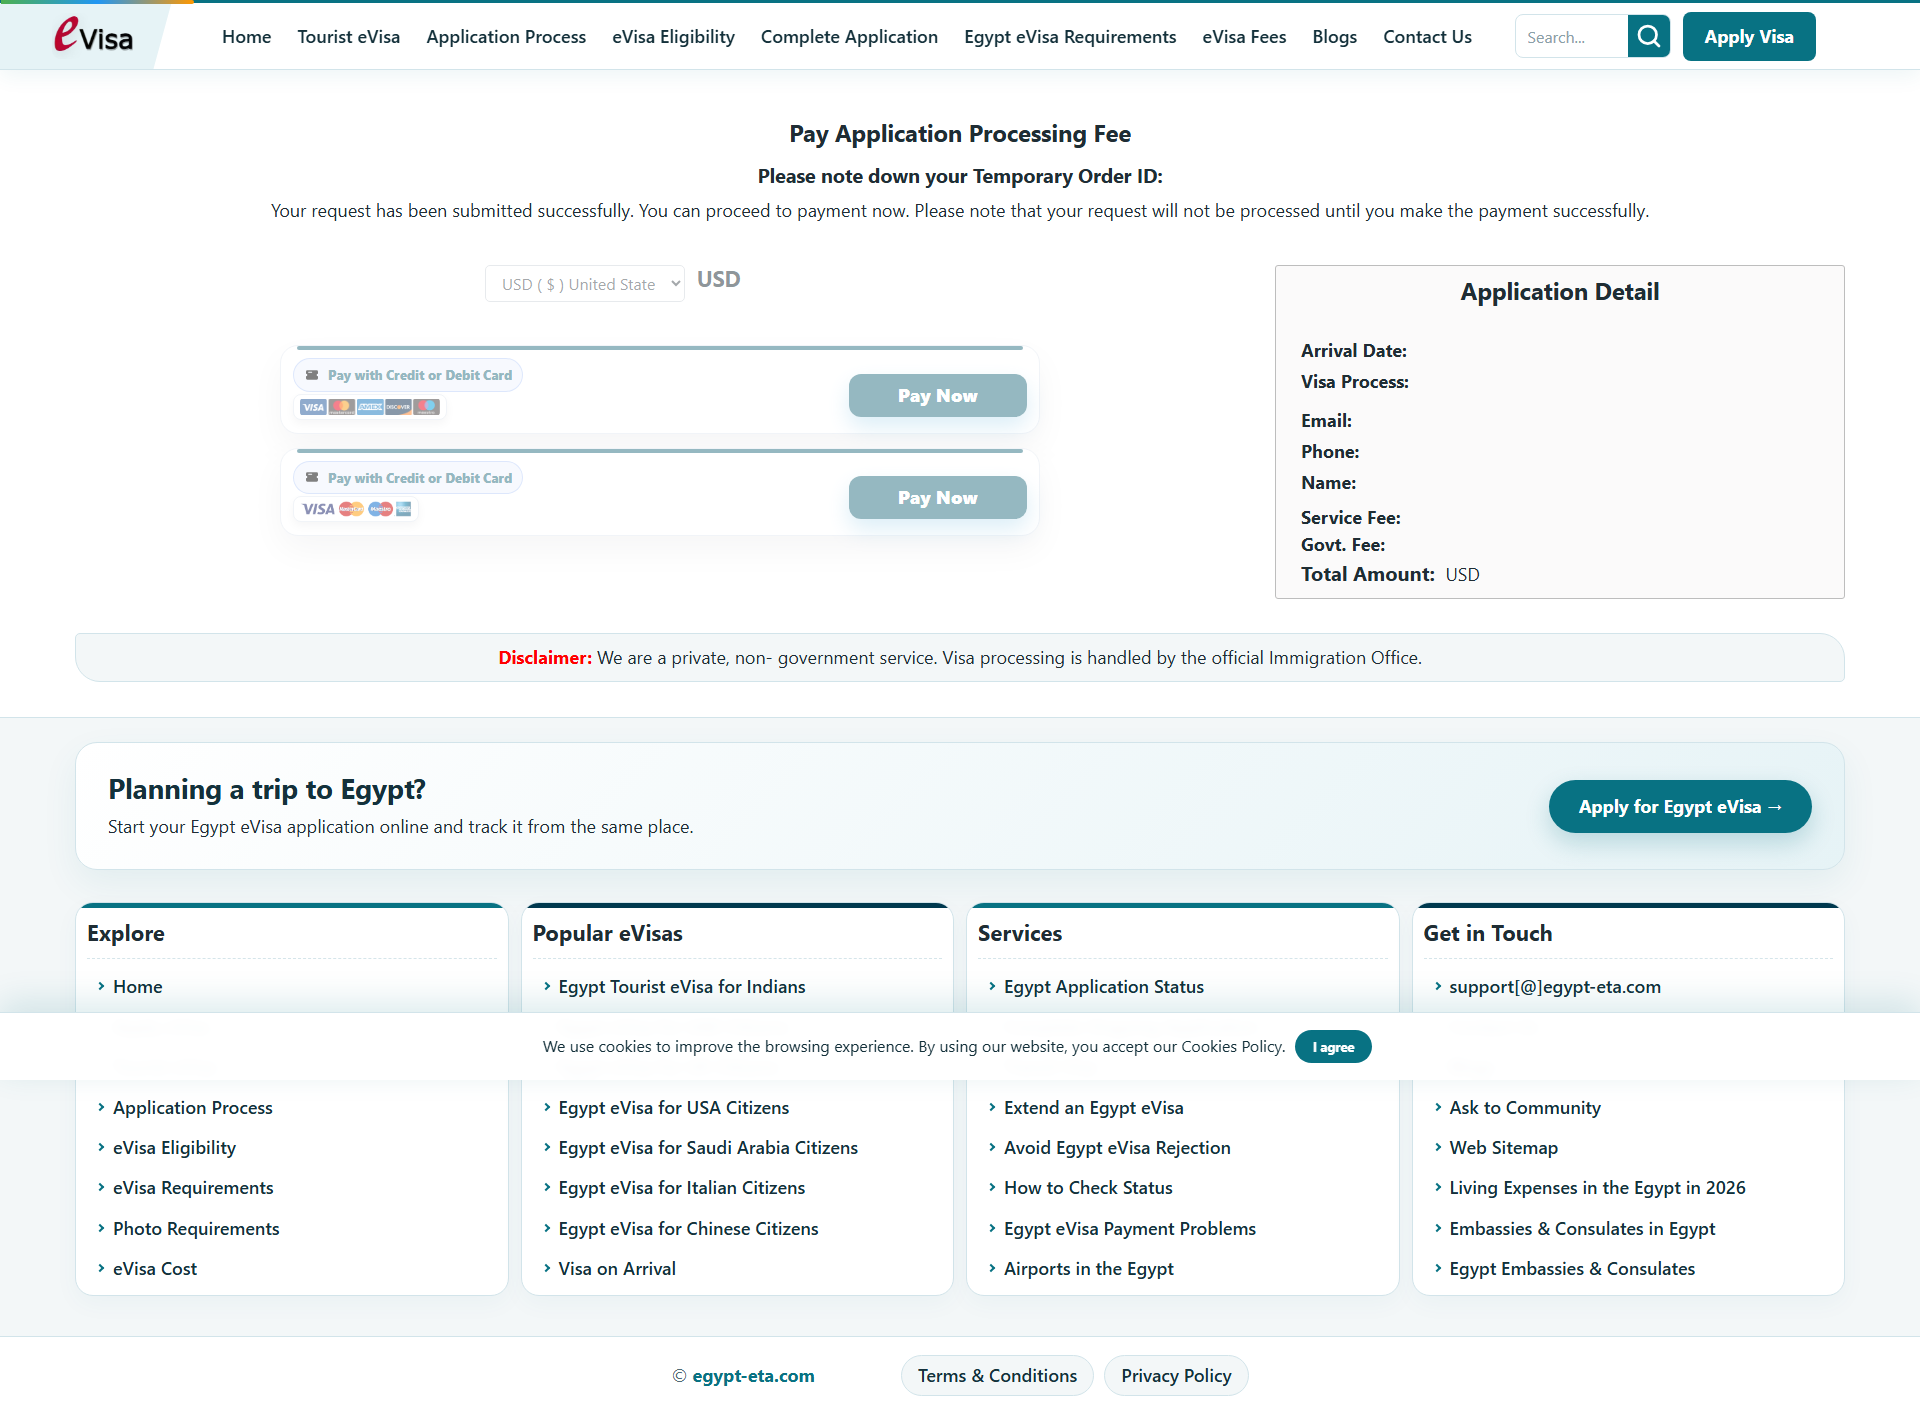 eVisa
Home
Tourist eVisa
Application Process
eVisa Eligibility
Complete Application
Egypt eVisa Requirements
eVisa Fees
Blogs
Contact Us
Search...
Apply Visa
Pay Application Processing Fee
Please note down your Temporary Order ID:
Your request has been submitted successfully. You can proceed to payment now. Please note that your request will not be processed until you make the payment successfully.
USD ( $ ) United State
USD
Pay with Credit or Debit Card
VISA mastercard AMEX DISCOVER maestro
Pay Now
Pay with Credit or Debit Card
VISA MasterCard Maestro
Pay Now
Application Detail
Arrival Date:
Visa Process:
Email:
Phone:
Name:
Service Fee:
Govt. Fee:
Total Amount: USD
Disclaimer: We are a private, non- government service. Visa processing is handled by the official Immigration Office.
Planning a trip to Egypt?
Start your Egypt eVisa application online and track it from the same place.
Apply for Egypt eVisa →
Explore
Home
Application Process
eVisa Eligibility
eVisa Requirements
Photo Requirements
eVisa Cost
Popular eVisas
Egypt Tourist eVisa for Indians
Egypt eVisa for USA Citizens
Egypt eVisa for Saudi Arabia Citizens
Egypt eVisa for Italian Citizens
Egypt eVisa for Chinese Citizens
Visa on Arrival
Services
Egypt Application Status
Extend an Egypt eVisa
Avoid Egypt eVisa Rejection
How to Check Status
Egypt eVisa Payment Problems
Airports in the Egypt
Get in Touch
support[@]egypt-eta.com
Ask to Community
Web Sitemap
Living Expenses in the Egypt in 2026
Embassies & Consulates in Egypt
Egypt Embassies & Consulates
We use cookies to improve the browsing experience. By using our website, you accept our Cookies Policy.
I agree
© egypt-eta.com
Terms & Conditions
Privacy Policy